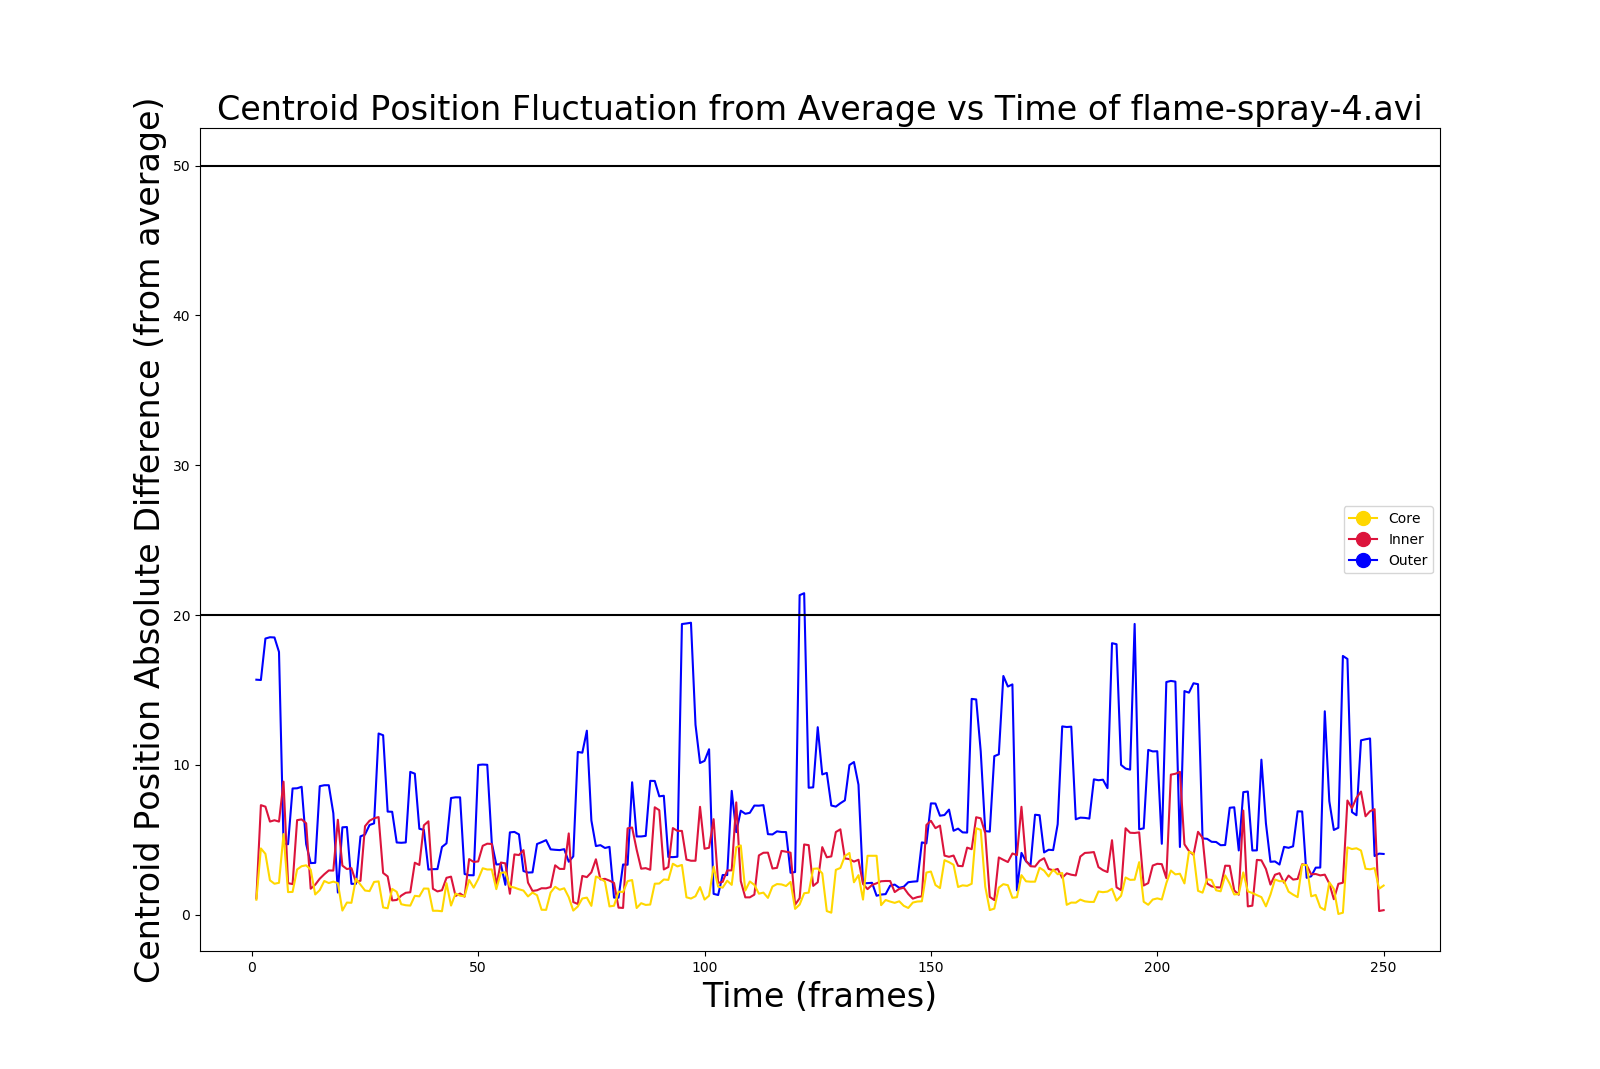 Centroid Position Fluctuation from Average vs Time of flame-spray-4.avi
Centroid Position Absolute Difference (from average)
50
40
30
20
10
0
Core
Inner
Outer
0 50 100 150 200 250
Time (frames)